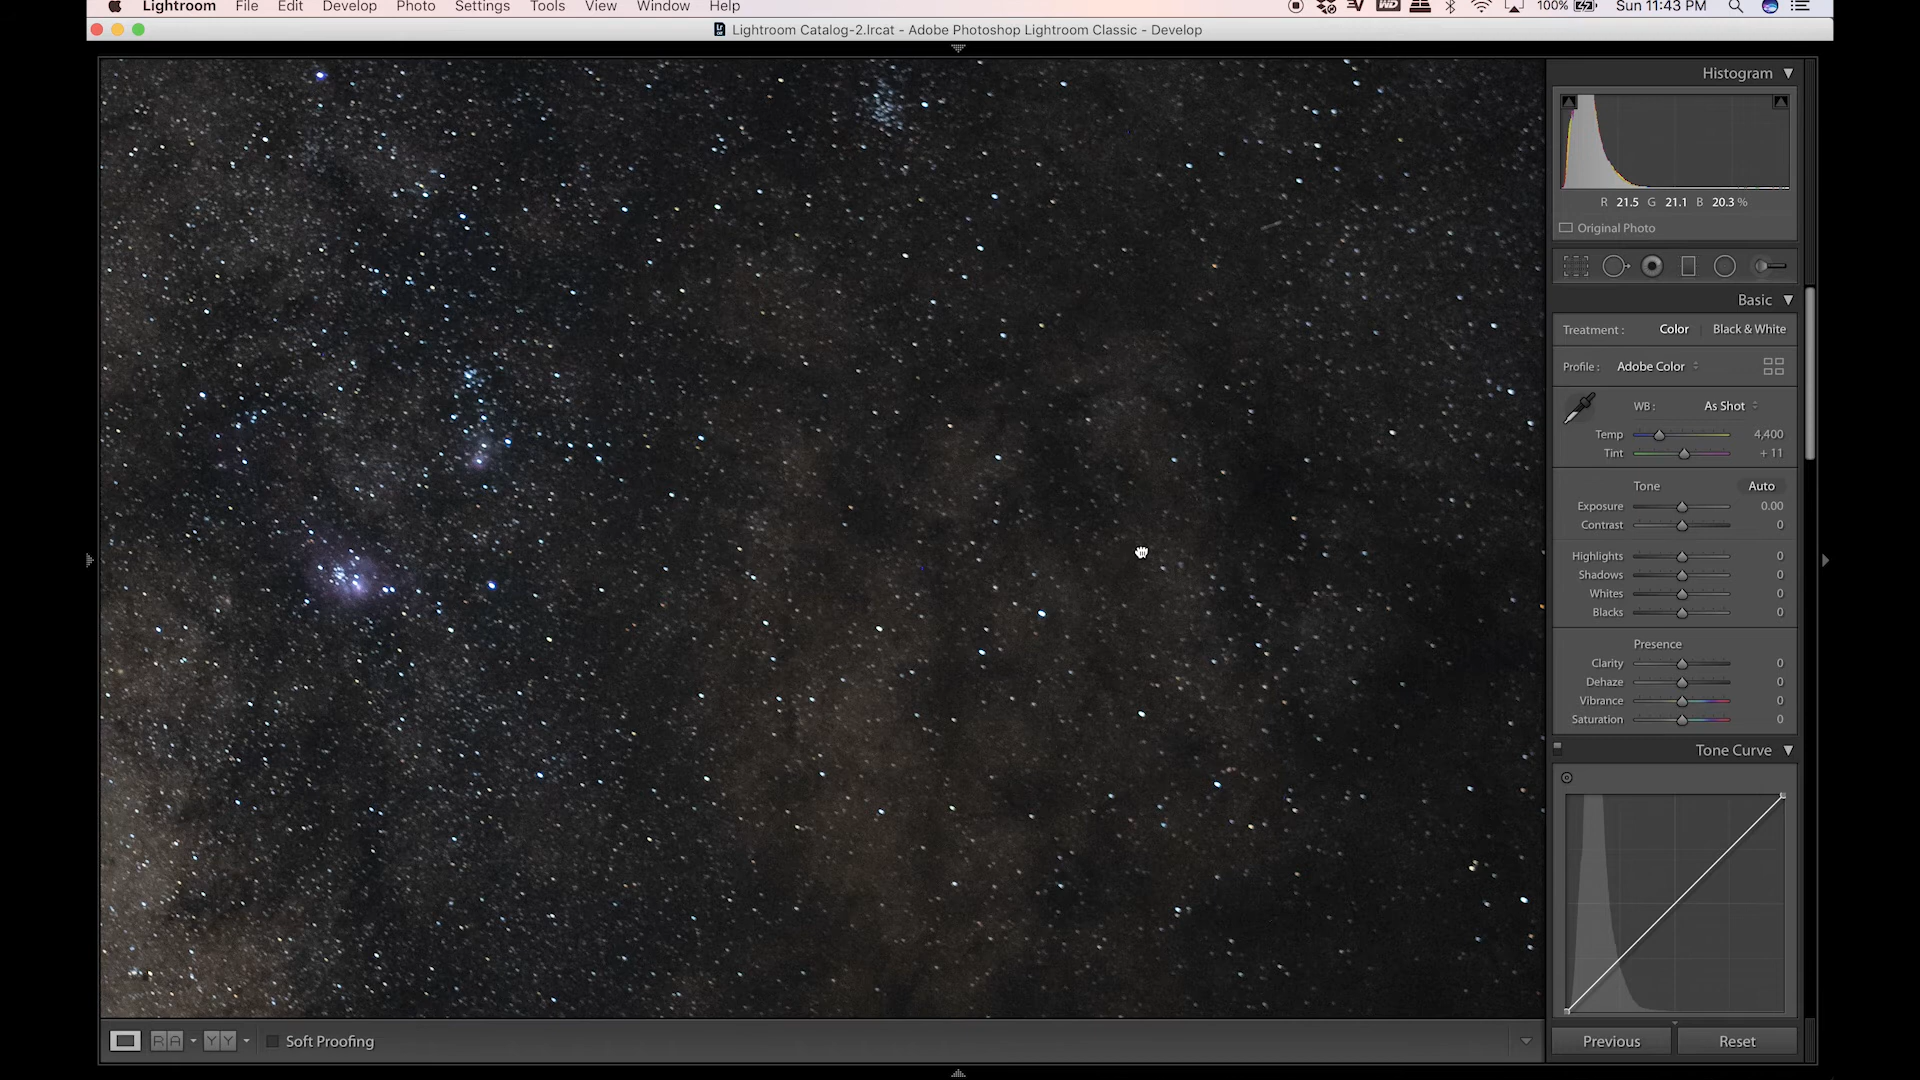 Lightroom File Edit Develop Photo Settings Tools View Window Help 100% Sun 11:43 PM
Lightroom Catalog-2.lrcat - Adobe Photoshop Lightroom Classic - Develop
Histogram
R 21.5 G 21.1 B 20.3 %
Original Photo
Basic
Treatment : Color Black & White
Profile : Adobe Color
WB : As Shot
Temp 4,400
Tint + 11
Tone Auto
Exposure 0.00
Contrast 0
Highlights 0
Shadows 0
Whites 0
Blacks 0
Presence
Clarity 0
Dehaze 0
Vibrance 0
Saturation 0
Tone Curve
R A Y Y Soft Proofing
Previous Reset